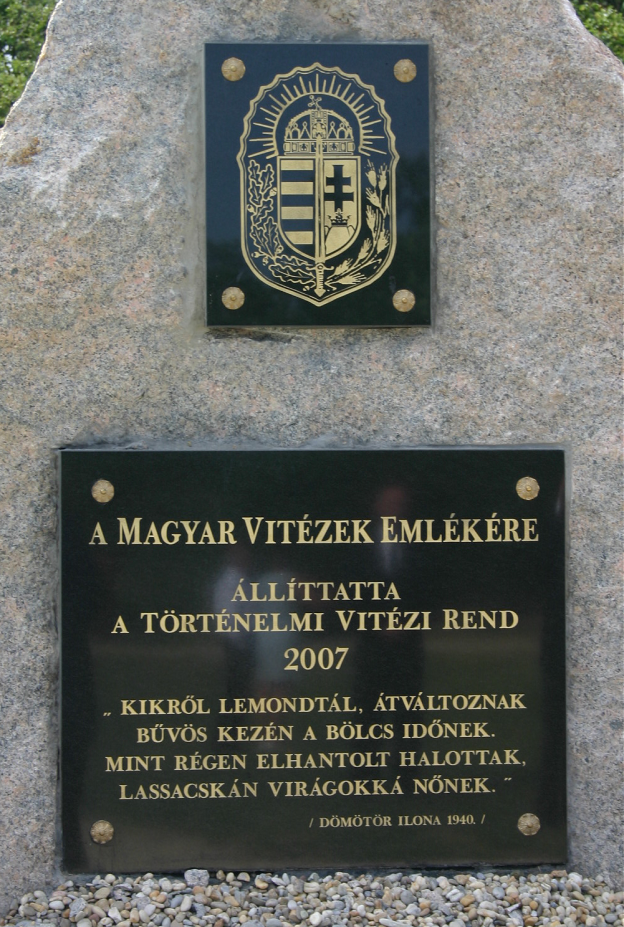 A MAGYAR VITÉZEK EMLÉKÉRE
ÁLLÍTTATTA
A TÖRTÉNELMI VITÉZI REND
2007
„ KIKRŐL LEMONDTÁL, ÁTVÁLTOZNAK
BŰVÖS KEZÉN A BÖLCS IDŐNEK.
MINT RÉGEN ELHANTOLT HALOTTAK,
LASSACSKÁN VIRÁGOKKÁ NŐNEK. ”
/ DÖMÖTÖR ILONA 1940. /